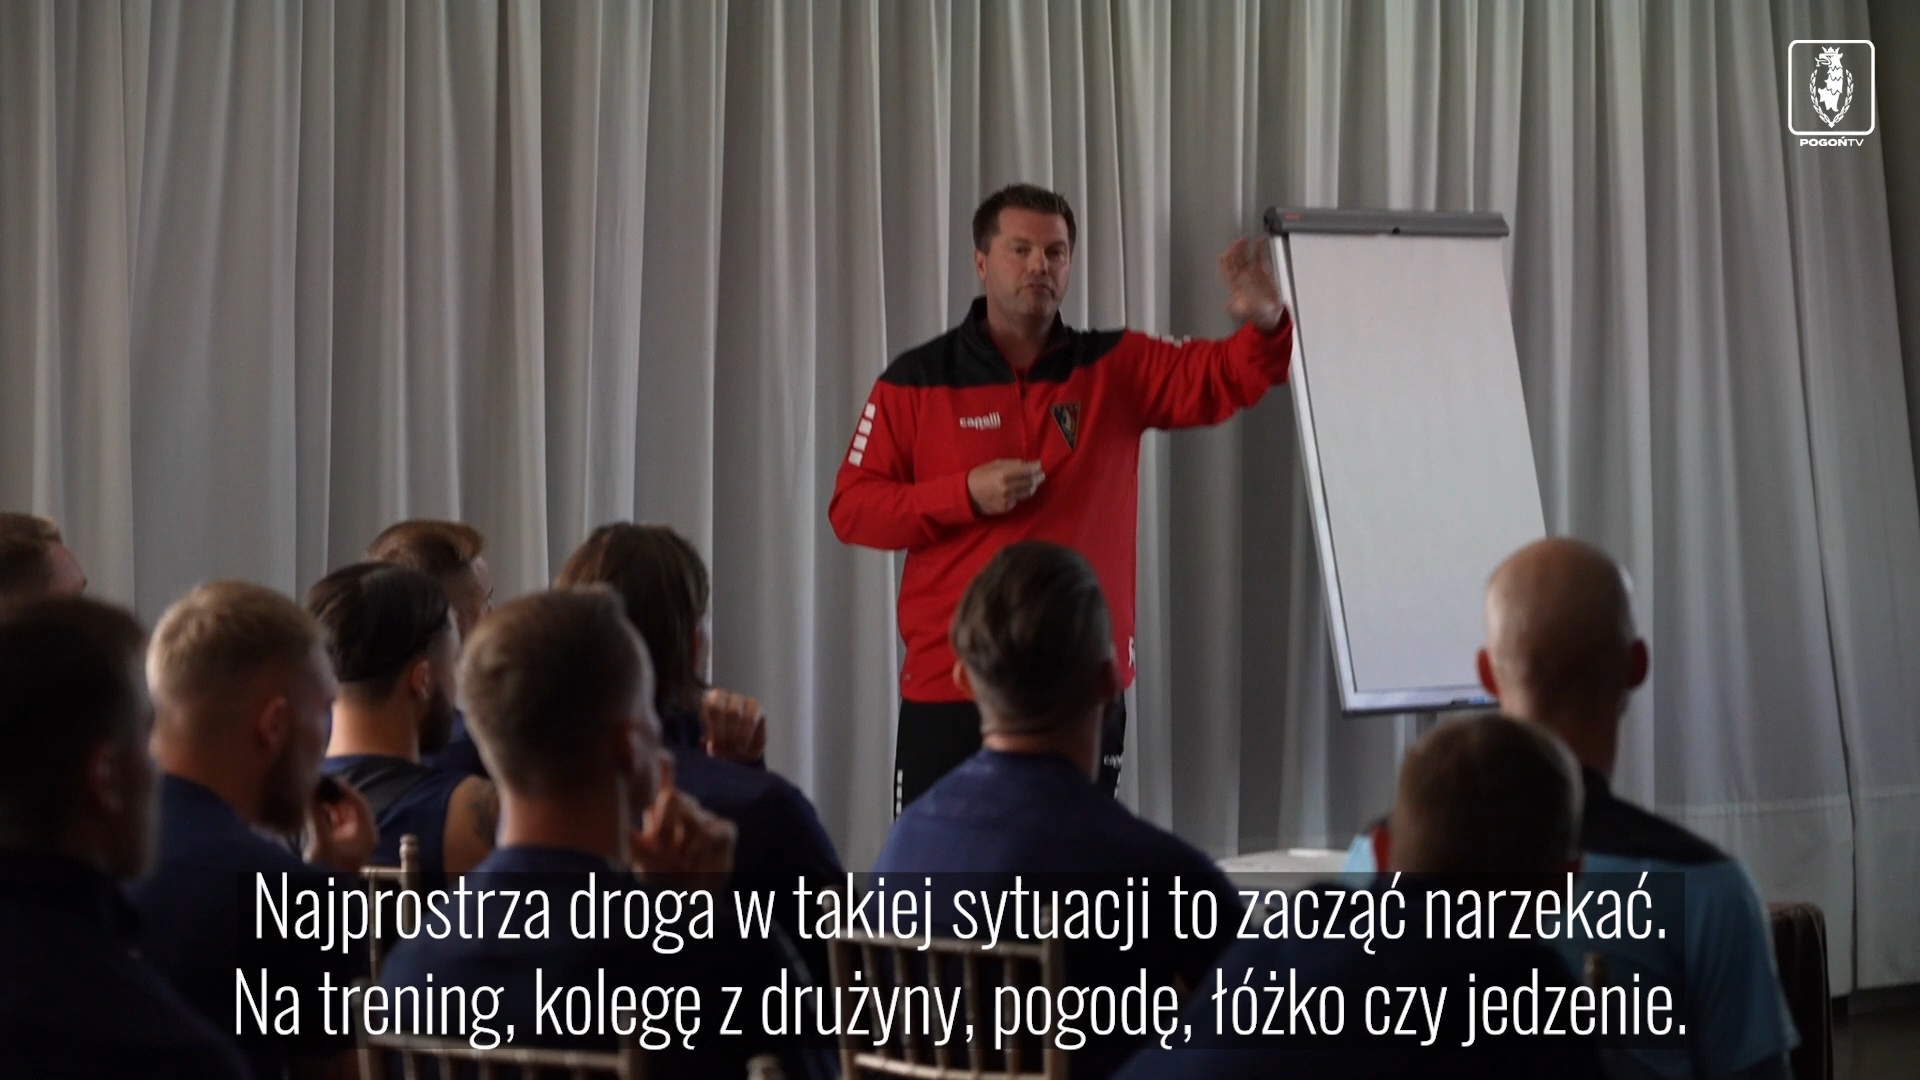 POGOŃTV
capelli
Najprostrza droga w takiej sytuacji to zacząć narzekać.
Na trening, kolegę z drużyny, pogodę, łóżko czy jedzenie.